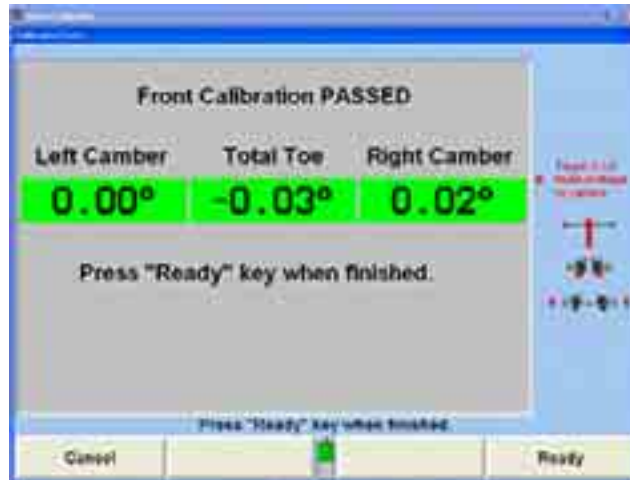 Front Calibration PASSED
Left Camber Total Toe Right Camber
0.00° -0.03° 0.02°
Press "Ready" key when finished.
Press "Ready" key when finished.
Cancel Ready